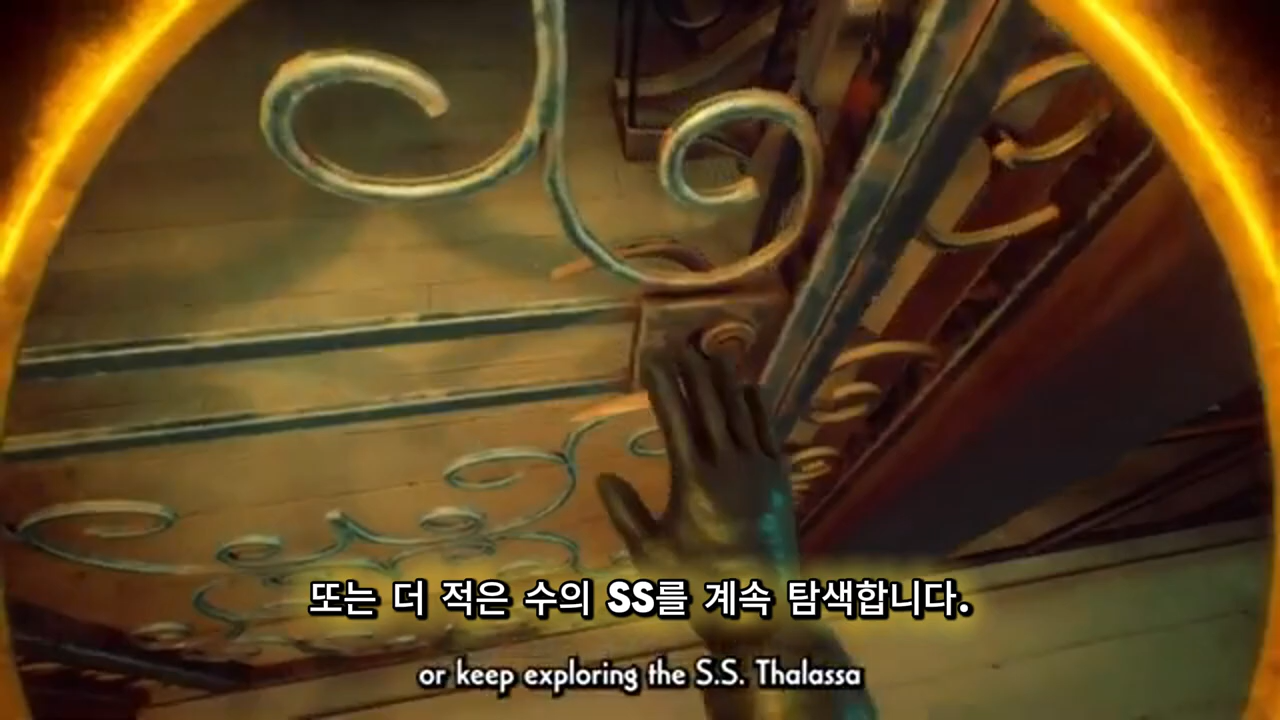 또는 더 적은 수의 SS를 계속 탐색합니다.
or keep exploring the S.S. Thalassa